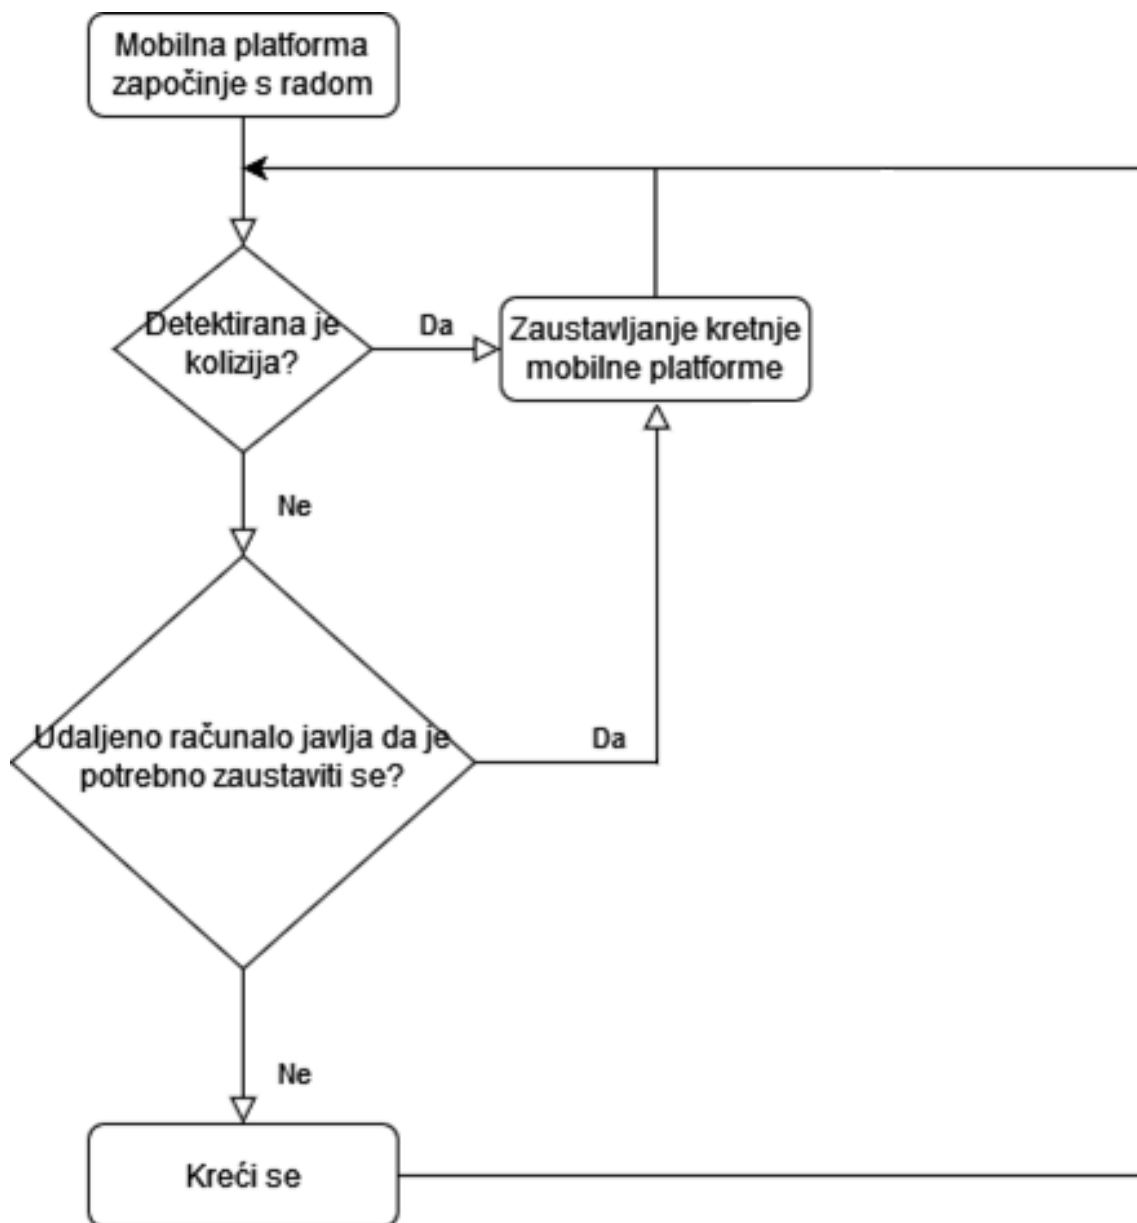 Mobilna platforma
započinje s radom
Detektirana je
kolizija?
Da
Zaustavljanje kretnje
mobilne platforme
Ne
Udaljeno računalo javlja da je
potrebno zaustaviti se?
Da
Ne
Kreći se